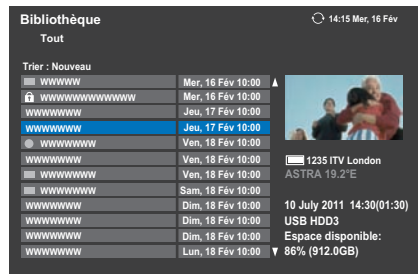 Bibliothèque
14:15 Mer, 16 Fév
Tout
Trier : Nouveau
wwwww Mer, 16 Fév 10:00
wwwwwwwwwwww Mer, 16 Fév 10:00
wwwwwwww Jeu, 17 Fév 10:00
wwwwwwww Jeu, 17 Fév 10:00
wwwwwww Ven, 18 Fév 10:00
wwwwwwww Ven, 18 Fév 10:00
wwwwwww Ven, 18 Fév 10:00
wwwwwww Sam, 18 Fév 10:00
wwwwwwww Dim, 18 Fév 10:00
wwwwwwww Dim, 18 Fév 10:00
wwwwwwww Dim, 18 Fév 10:00
wwwwwwww Lun, 18 Fév 10:00
1235 ITV London
ASTRA 19.2°E
10 July 2011 14:30(01:30)
USB HDD3
Espace disponible:
86% (912.0GB)